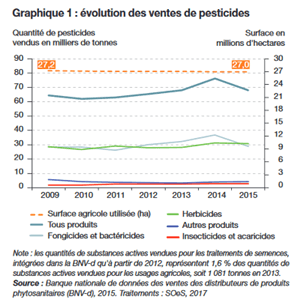 Graphique 1 : évolution des ventes de pesticides
Quantité de pesticides
vendus en milliers de tonnes
Surface en
millions d'hectares
90
80
70
60
50
40
30
20
10
0
27,2
27,0
30
27
24
21
18
15
12
9
6
3
0
2009 2010 2011 2012 2013 2014 2015
Surface agricole utilisée (ha)
Tous produits
Fongicides et bactéricides
Herbicides
Autres produits
Insecticides et acaricides
Note : les quantités de substances actives vendues pour les traitements de semences,
intégrées dans la BNV-d qu'à partir de 2012, représentent 1,6 % des quantités de
substances actives vendues pour les usages agricoles, soit 1 081 tonnes en 2013.
Source : Banque nationale de données des ventes des distributeurs de produits
phytosanitaires (BNV-d), 2015. Traitements : SOeS, 2017